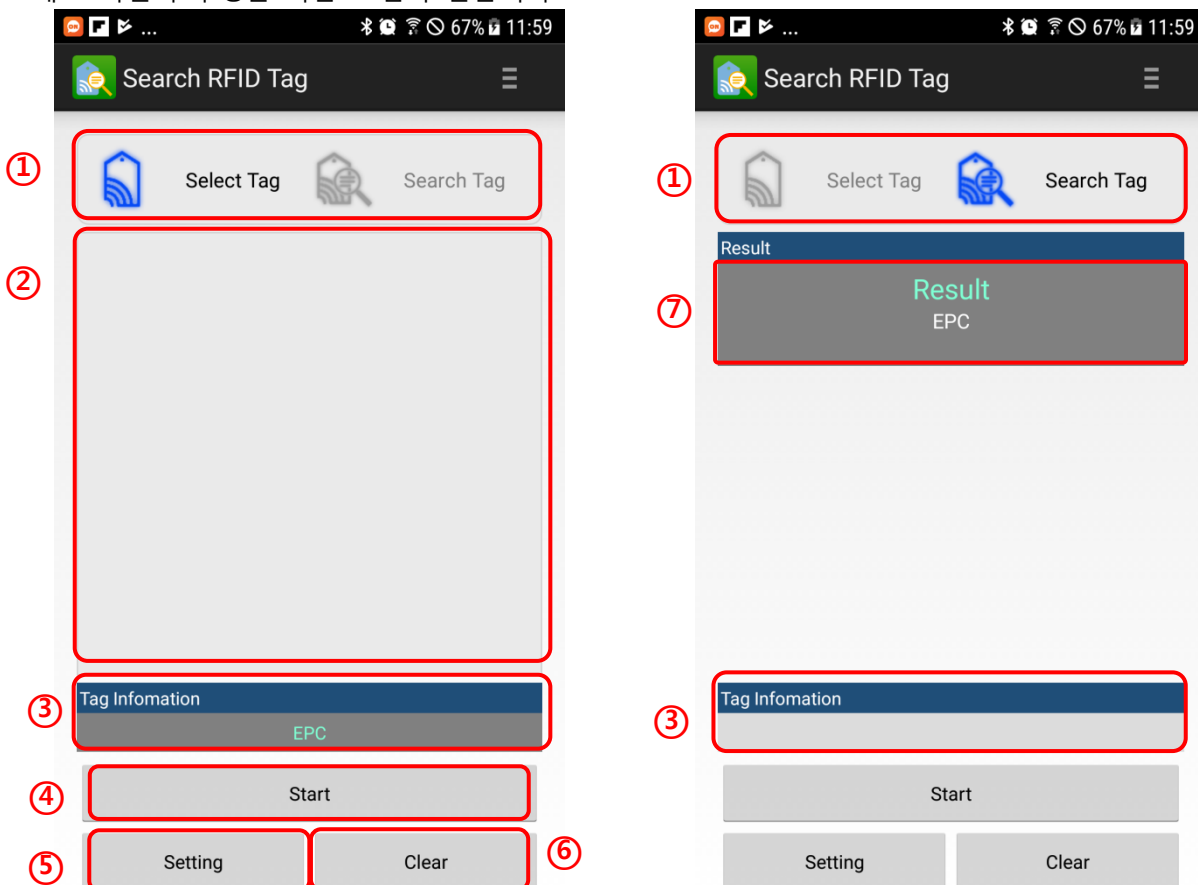 ... 67% 11:59
Search RFID Tag
① Select Tag Search Tag
②
③ Tag Infomation
EPC
④ Start
⑤ Setting Clear ⑥
... 67% 11:59
Search RFID Tag
① Select Tag Search Tag
Result
⑦ Result
EPC
③ Tag Infomation
Start
Setting Clear